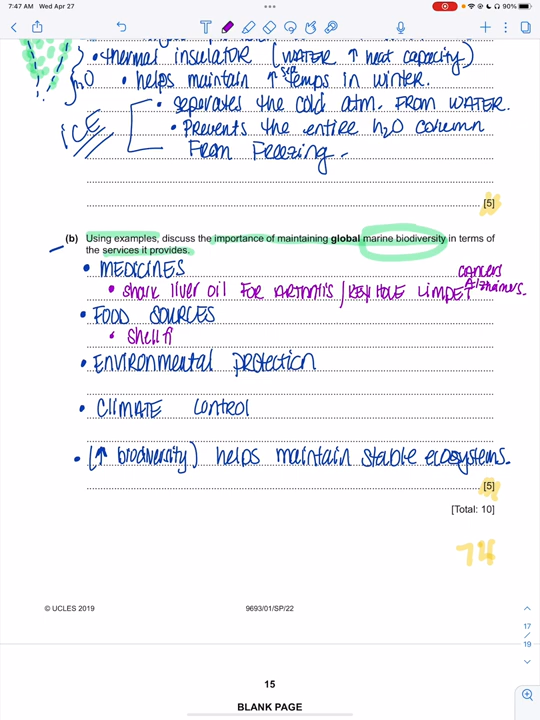 7:47 AM Wed Apr 27
90%
• thermal insulator (WATER ↑ heat capacity)
H₂O • helps maintain ↑ temps in winter.
ICE • separates the cold atm. FROM WATER.
• Prevents the entire H₂O column
From Freezing.
[5]
(b) Using examples, discuss the importance of maintaining global marine biodiversity in terms of
the services it provides.
• MEDICINES
cancers
• shark liver oil FOR ARTHRITIS / KEYHOLE LIMPET Alzhaimers.
• FOOD SOURCES
• Shell f
• Environmental protection
• CLIMATE CONTROL
• (↑ biodiversity) helps maintain stable ecosystems.
[5]
[Total: 10]
74
© UCLES 2019 9693/01/SP/22
17
/
19
15
BLANK PAGE